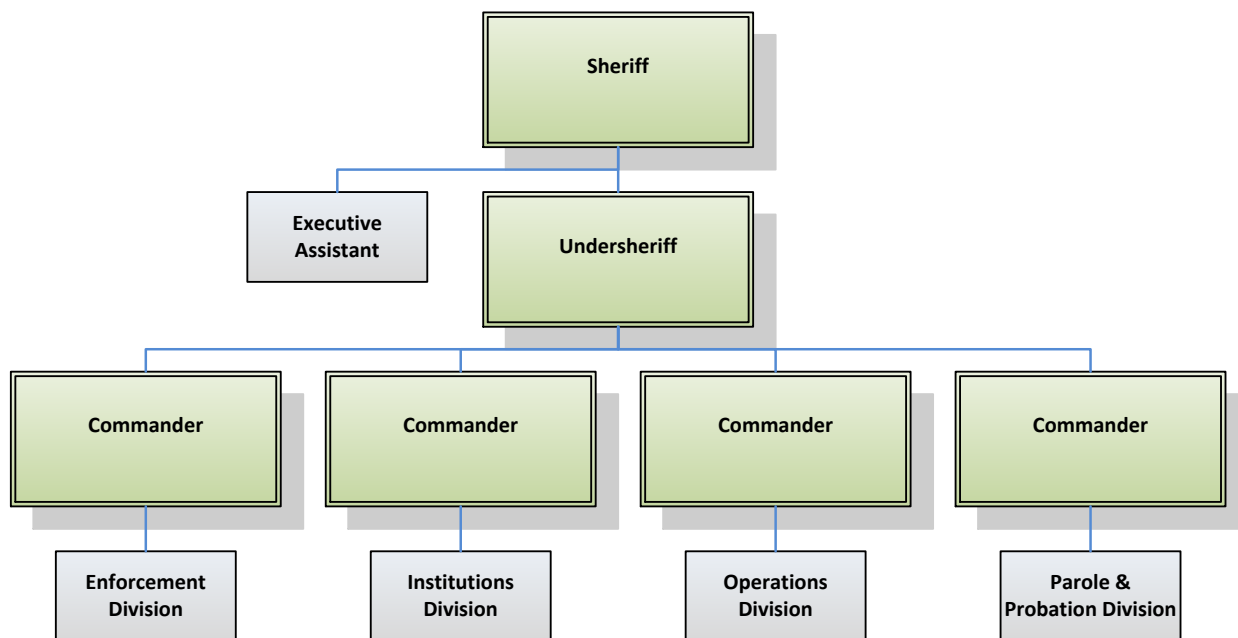 Sheriff
Executive
Assistant
Undersheriff
Commander
Commander
Commander
Commander
Enforcement
Division
Institutions
Division
Operations
Division
Parole &
Probation Division